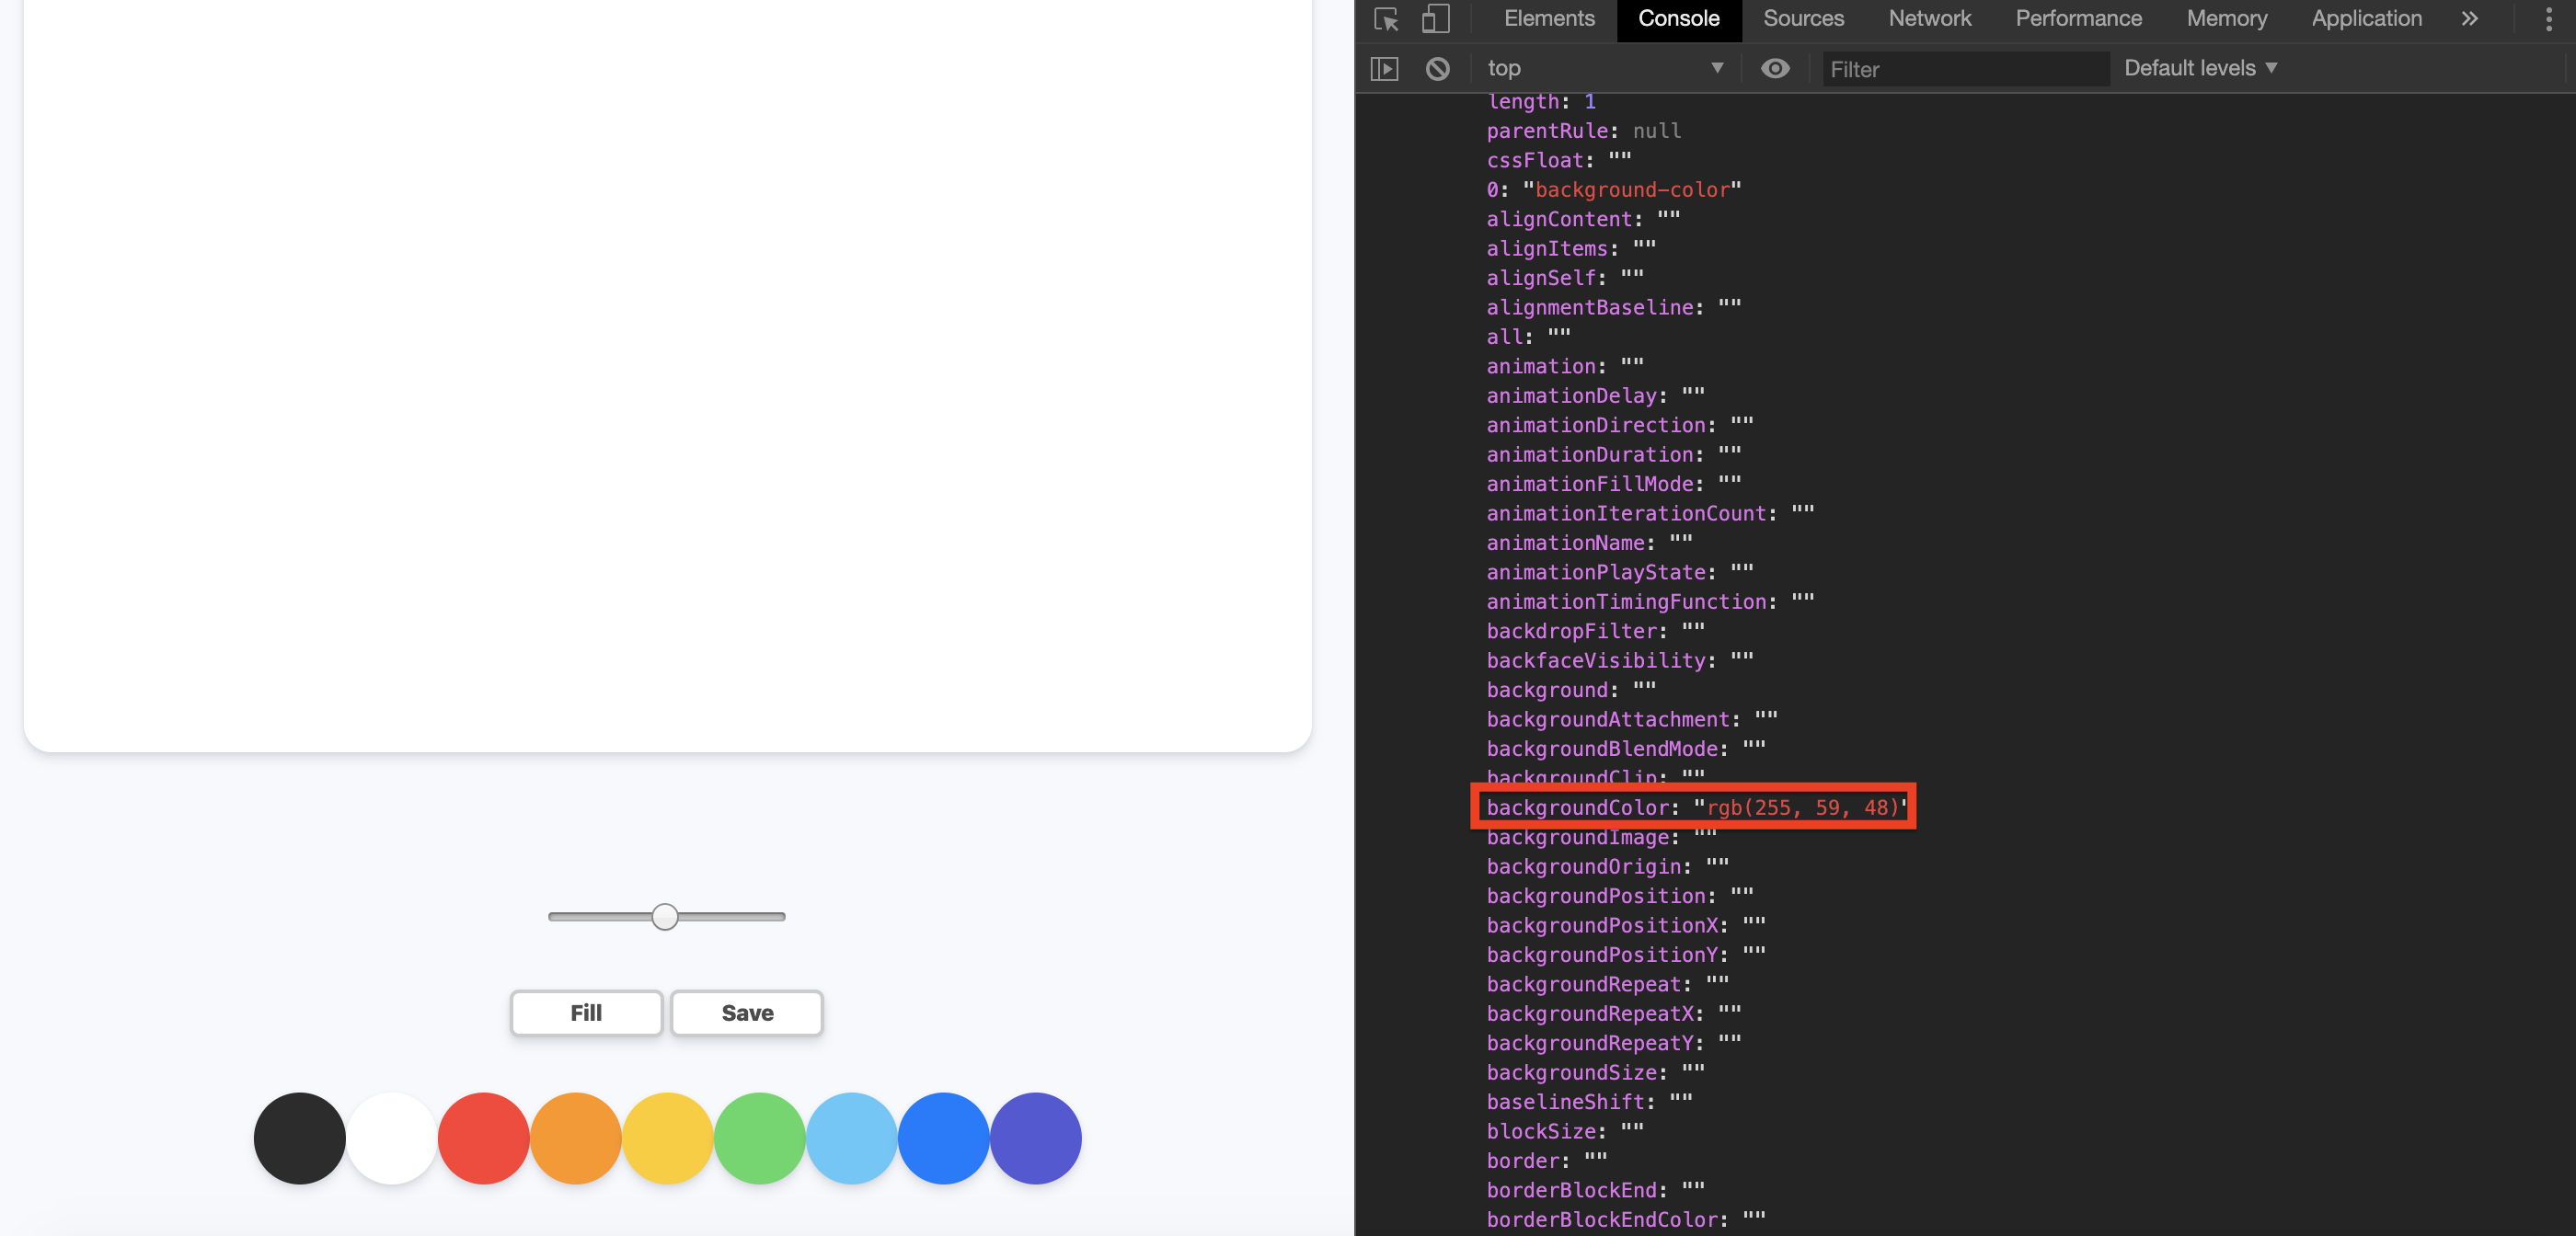 Fill
Save
Elements Console Sources Network Performance Memory Application
top Filter Default levels
length: 1
parentRule: null
cssFloat: ""
0: "background-color"
alignContent: ""
alignItems: ""
alignSelf: ""
alignmentBaseline: ""
all: ""
animation: ""
animationDelay: ""
animationDirection: ""
animationDuration: ""
animationFillMode: ""
animationIterationCount: ""
animationName: ""
animationPlayState: ""
animationTimingFunction: ""
backdropFilter: ""
backfaceVisibility: ""
background: ""
backgroundAttachment: ""
backgroundBlendMode: ""
backgroundClip: ""
backgroundColor: "rgb(255, 59, 48)"
backgroundImage: ""
backgroundOrigin: ""
backgroundPosition: ""
backgroundPositionX: ""
backgroundPositionY: ""
backgroundRepeat: ""
backgroundRepeatX: ""
backgroundRepeatY: ""
backgroundSize: ""
baselineShift: ""
blockSize: ""
border: ""
borderBlockEnd: ""
borderBlockEndColor: ""